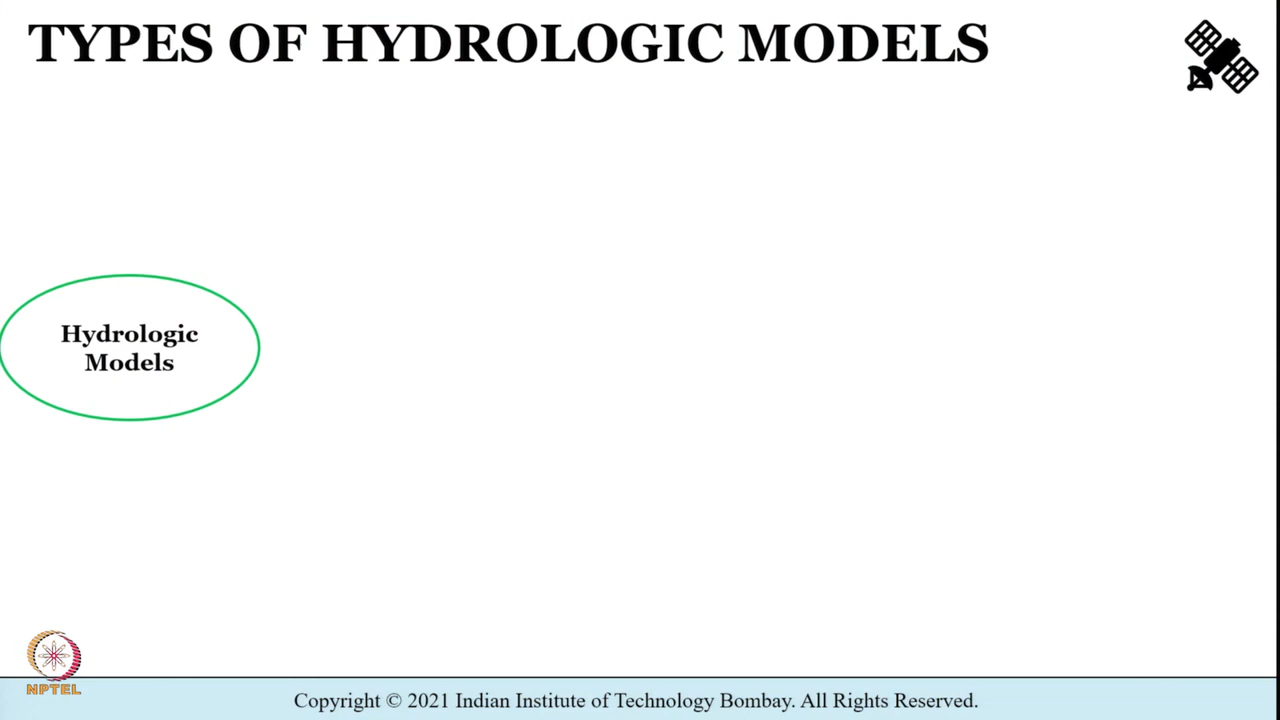 TYPES OF HYDROLOGIC MODELS
Hydrologic
Models
NPTEL
Copyright © 2021 Indian Institute of Technology Bombay. All Rights Reserved.